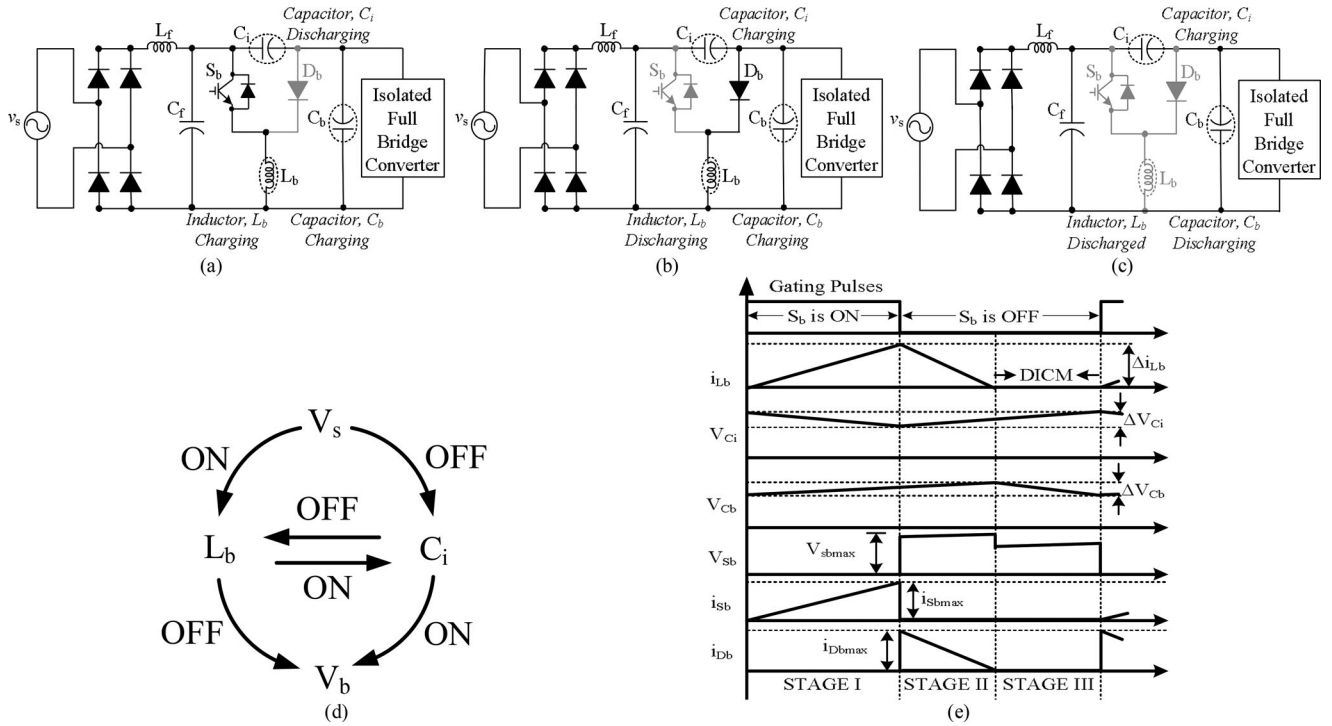 Capacitor, Ci
Discharging
Lf
Ci
Sb
Db
vs
Cf
Cb
Isolated
Full
Bridge
Converter
Lb
Inductor, Lb
Charging
Capacitor, Cb
Charging
(a)
Capacitor, Ci
Charging
Lf
Ci
Sb
Db
vs
Cf
Cb
Isolated
Full
Bridge
Converter
Lb
Inductor, Lb
Discharging
Capacitor, Cb
Charging
(b)
Capacitor, Ci
Charging
Lf
Ci
Sb
Db
vs
Cf
Cb
Isolated
Full
Bridge
Converter
Lb
Inductor, Lb
Discharged
Capacitor, Cb
Discharging
(c)
Vs
ON
OFF
OFF
Lb
Ci
ON
OFF
ON
Vb
(d)
Gating Pulses
Sb is ON
Sb is OFF
iLb
DICM
ΔiLb
VCi
ΔVCi
VCb
ΔVCb
VSb
Vsbmax
iSb
iSbmax
iDb
iDbmax
STAGE I
STAGE II
STAGE III
(e)